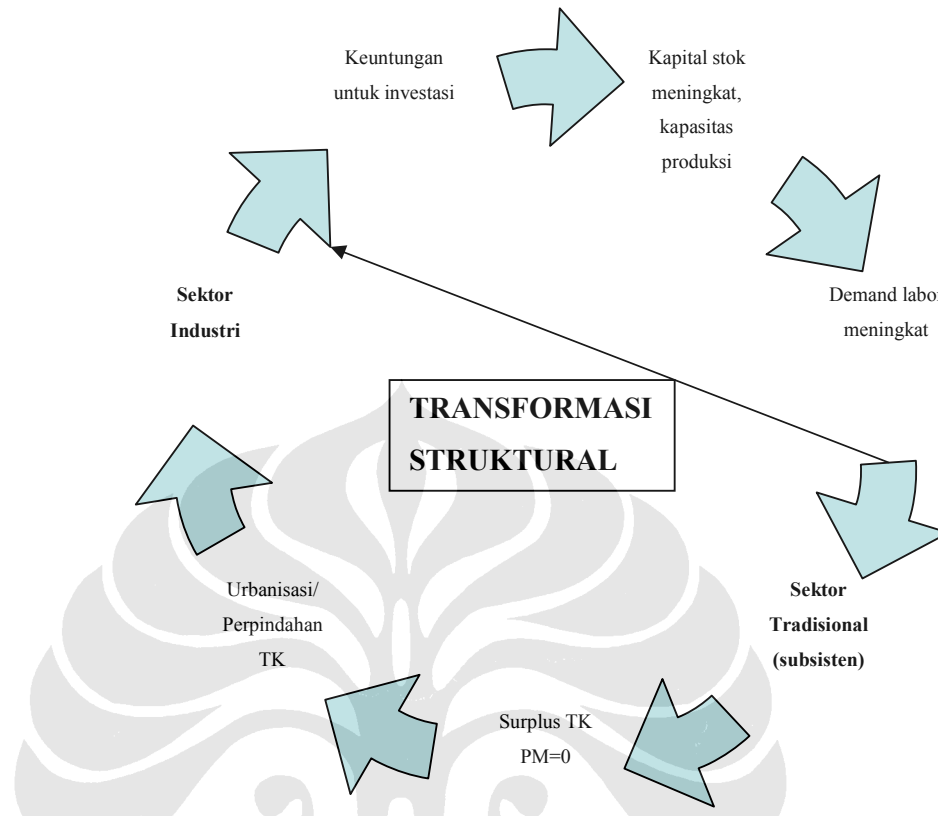 Keuntungan
untuk investasi
Kapital stok
meningkat,
kapasitas
produksi
Demand labor
meningkat
Sektor
Industri
TRANSFORMASI
STRUKTURAL
Sektor
Tradisional
(subsisten)
Urbanisasi/
Perpindahan
TK
Surplus TK
PM=0